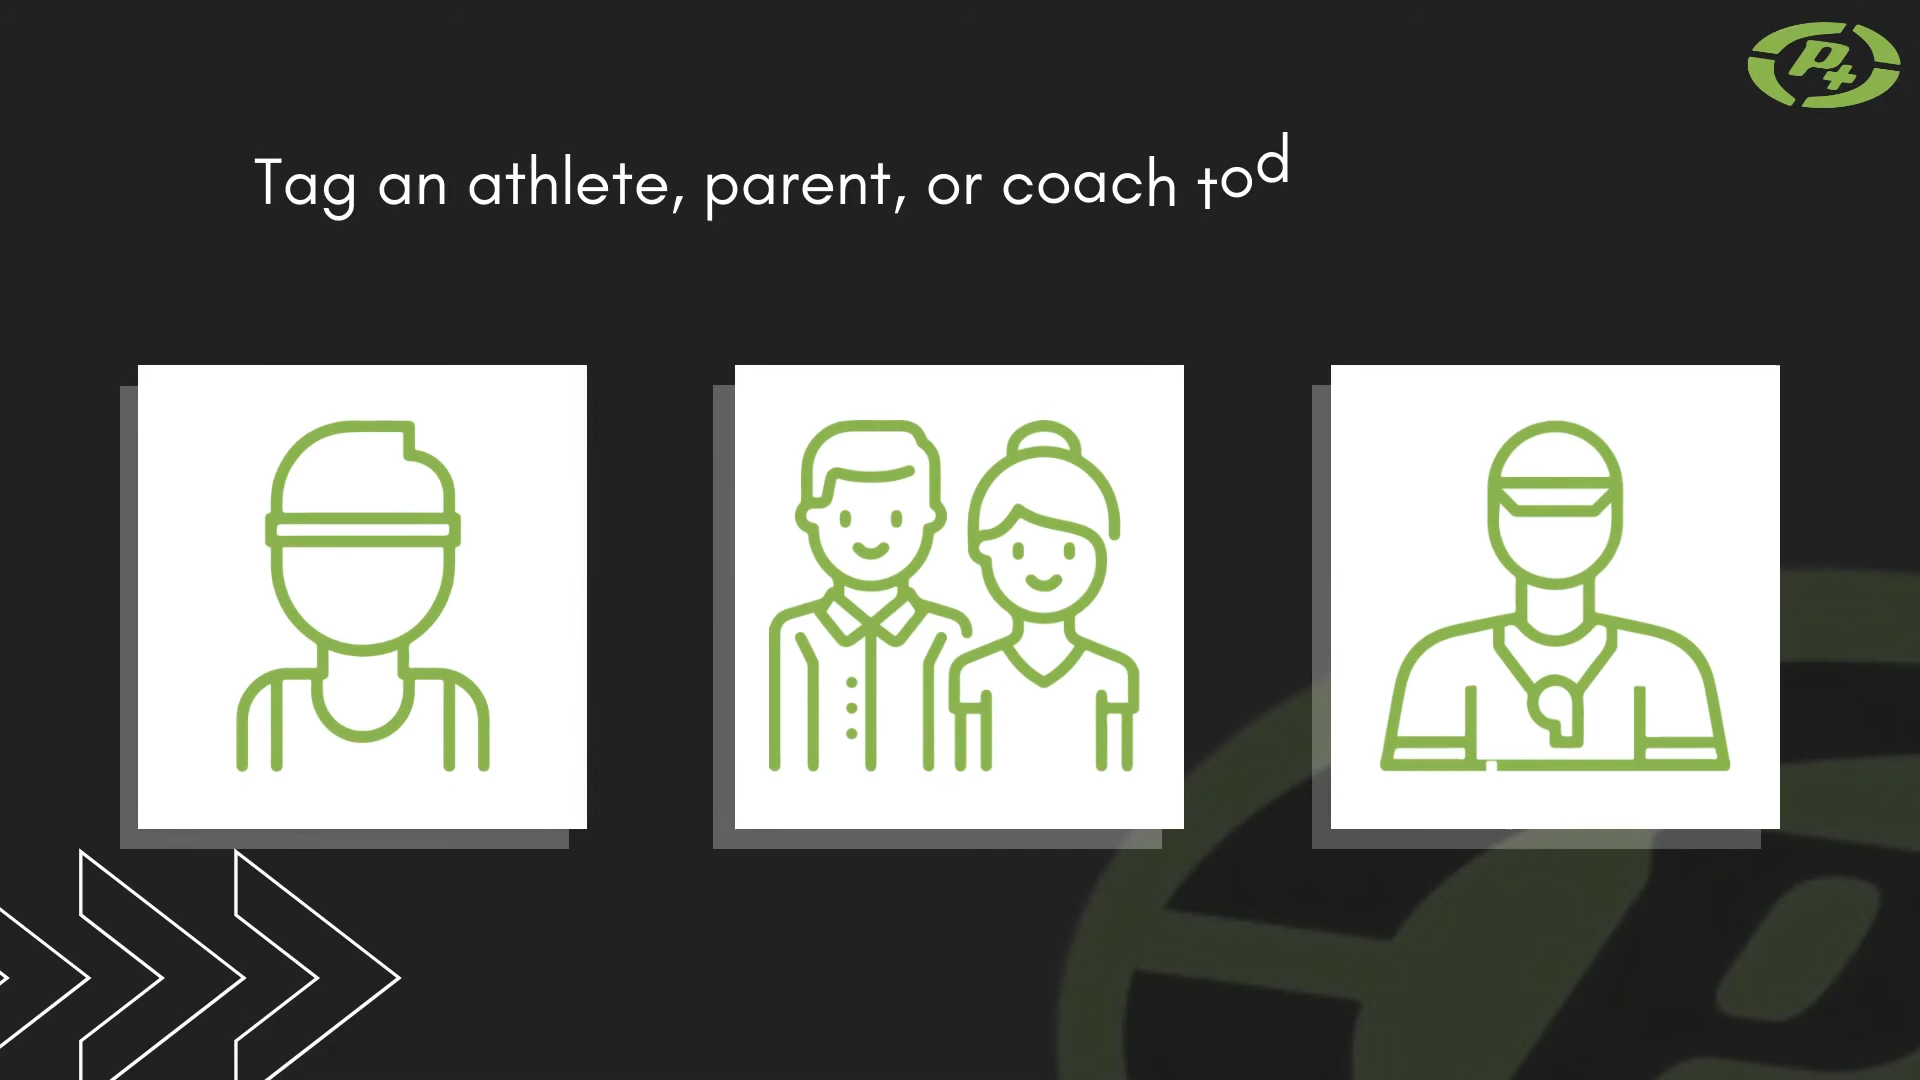 P+
Tag an athlete, parent, or coach tod